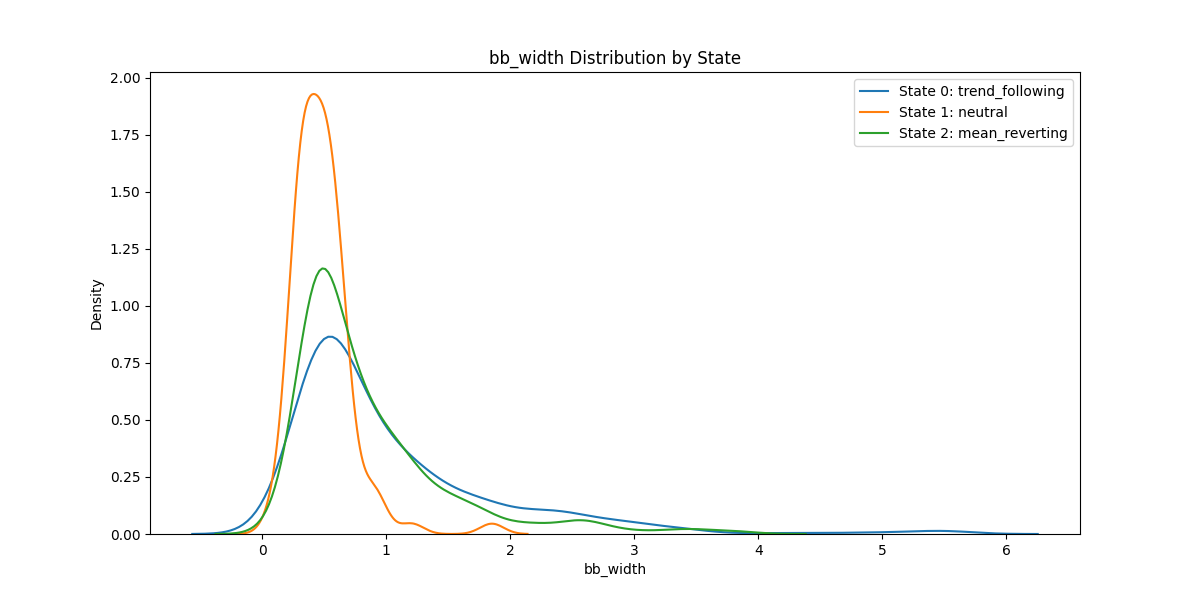 bb_width Distribution by State
State 0: trend_following
State 1: neutral
State 2: mean_reverting
Density
2.00
1.75
1.50
1.25
1.00
0.75
0.50
0.25
0.00
0 1 2 3 4 5 6
bb_width